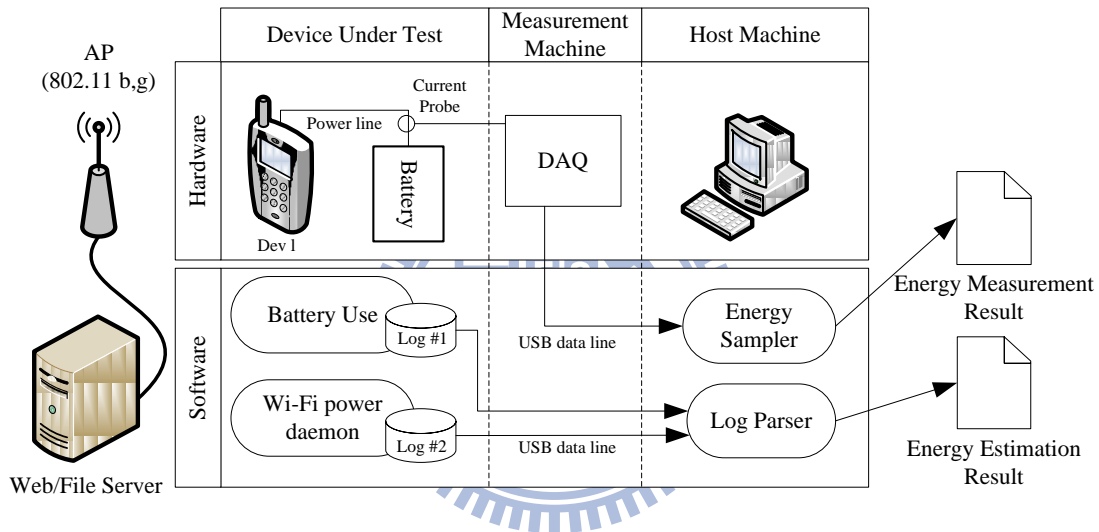 Device Under Test
Measurement
Machine
Host Machine
AP
(802.11 b,g)
Hardware
Current
Probe
Power line
Battery
DAQ
Dev 1
Energy Measurement
Result
Software
Battery Use
Log #1
USB data line
Energy
Sampler
Wi-Fi power
daemon
Log #2
USB data line
Log Parser
Energy Estimation
Result
Web/File Server